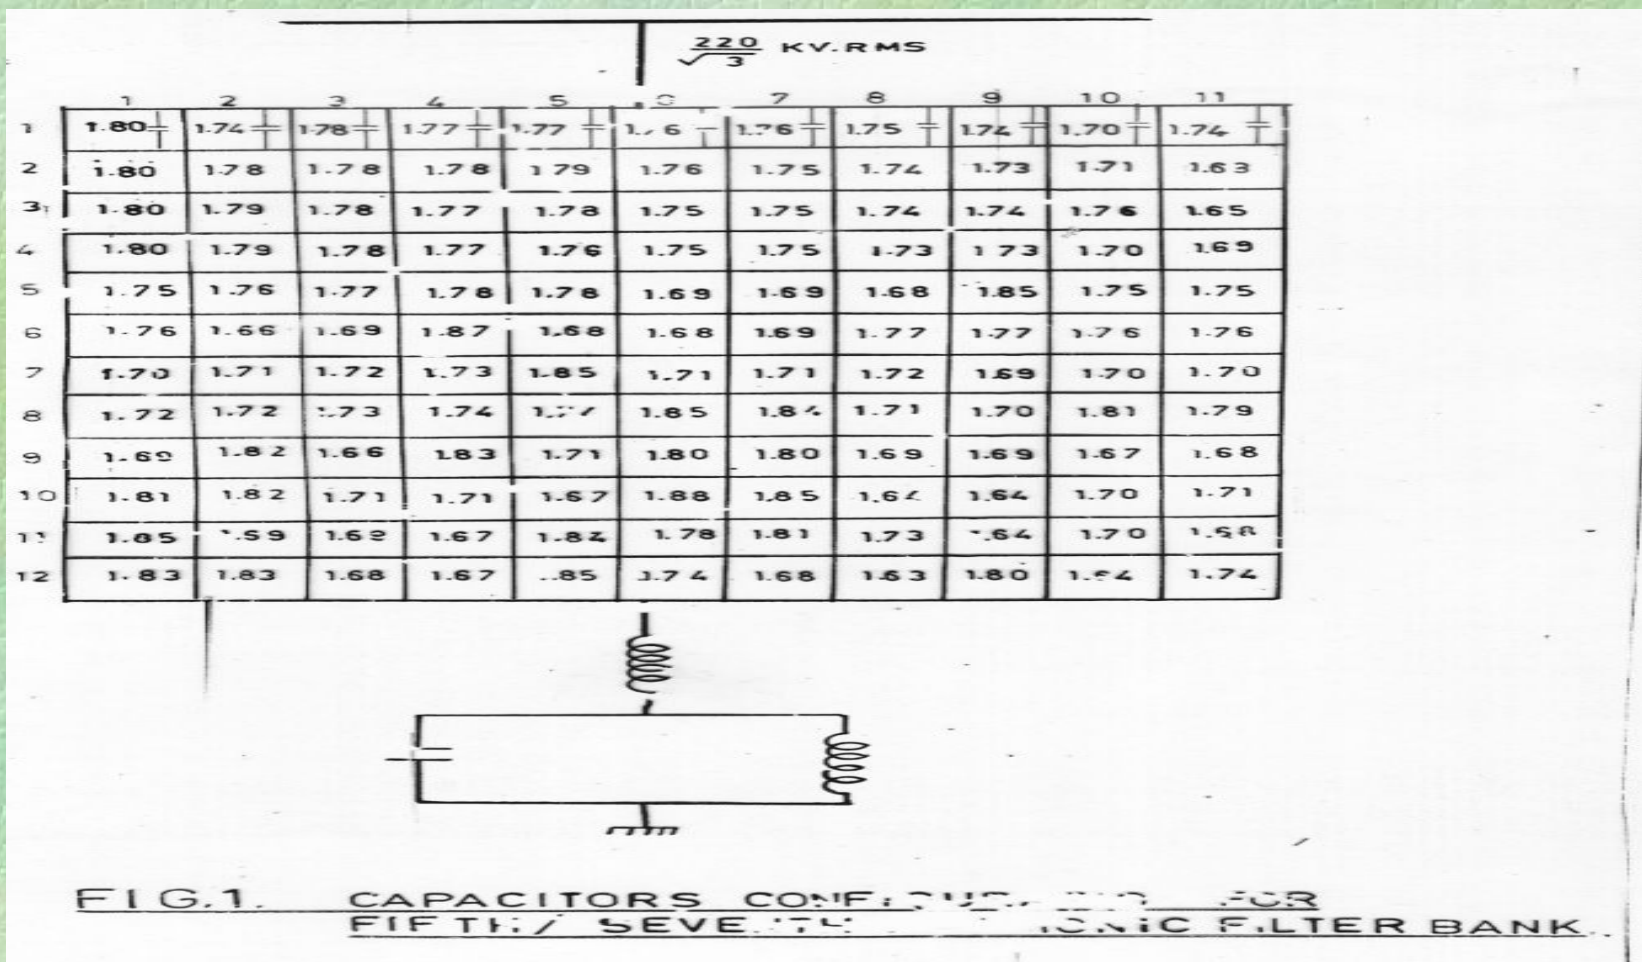 220/√3 KV.RMS
1 2 3 4 5 7 8 9 10 11
1 1.80 1.74 1.78 1.77 1.77 1.75 1.74 1.70 1.74
2 1.80 1.78 1.78 1.78 1 79 1.76 1.75 1.74 1.73 1.71 1.63
3 1.80 1.79 1.78 1.77 1.78 1.75 1.75 1.74 1.74 1.76 1.65
4 1.80 1.79 1.78 1.77 1.76 1.75 1.75 1.73 1 73 1.70 1.69
5 1.75 1.76 1.77 1.78 1.78 1.69 1.69 1.68 1.85 1.75 1.75
6 1.76 1.66 1.69 1.87 1.68 1.68 1.69 1.77 1.77 1.76 1.76
7 1.70 1.71 1.72 1.73 1.85 1.71 1.71 1.72 1.69 1.70 1.70
8 1.72 1.72 1.73 1.74 1.85 1.84 1.71 1.70 1.81 1.79
9 1.69 1.82 1.66 1.83 1.71 1.80 1.80 1.69 1.69 1.67 1.68
10 1.81 1.82 1.71 1.71 1.67 1.88 1.85 1.64 1.64 1.70 1.71
11 1.85 1.67 1.84 1.78 1.81 1.73 .64 1.70
12 1.83 1.83 1.68 1.67 .85 1.74 1.68 1.63 1.80 1.74
FIG.1. CAPACITORS FOR
FIFTH/ FILTER BANK.